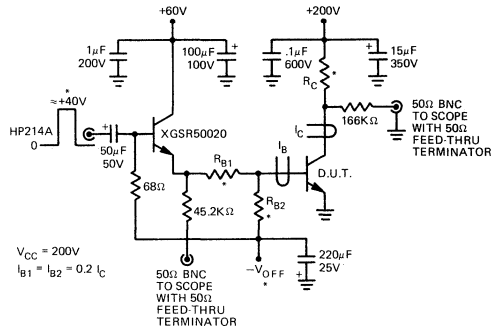 +60V
+200V
1µF
200V
100µF
100V
+
.1µF
600V
15µF
350V
+
R_C
*
*
≈+40V
HP214A
0
+
50µF
50V
XGSR50020
166KΩ
50Ω BNC
TO SCOPE
WITH 50Ω
FEED-THRU
TERMINATOR
I_C
I_B
D.U.T.
R_B1
*
68Ω
45.2KΩ
R_B2
*
V_CC = 200V
I_B1 = I_B2 = 0.2 I_C
50Ω BNC
TO SCOPE
WITH 50Ω
FEED-THRU
TERMINATOR
−V_OFF
*
220µF
25V
+